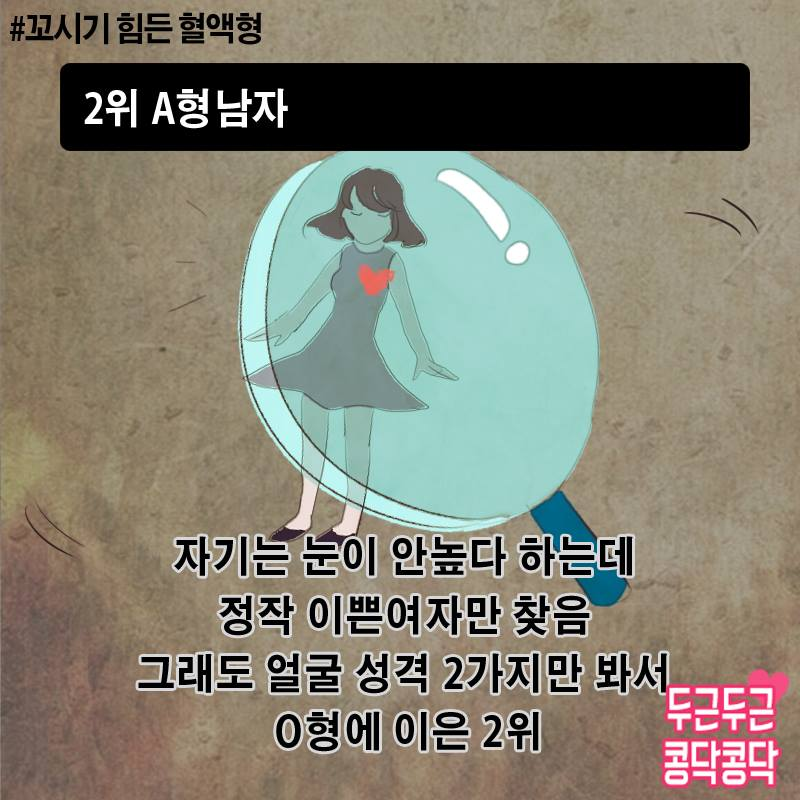 #꼬시기 힘든 혈액형
2위 A형남자
자기는 눈이 안높다 하는데
정작 이쁜여자만 찾음
그래도 얼굴 성격 2가지만 봐서
O형에 이은 2위
두근두근
콩닥콩닥